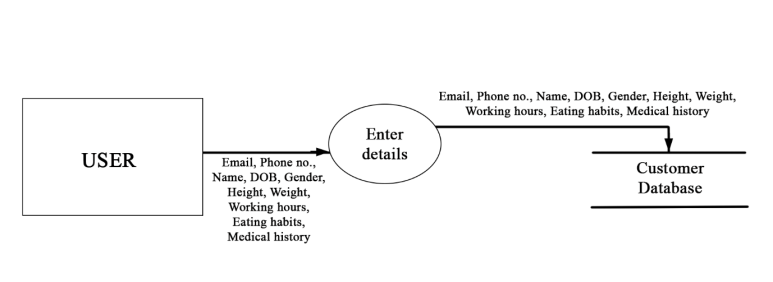 USER
Email, Phone no.,
Name, DOB, Gender,
Height, Weight,
Working hours,
Eating habits,
Medical history
Enter
details
Email, Phone no., Name, DOB, Gender, Height, Weight,
Working hours, Eating habits, Medical history
Customer
Database